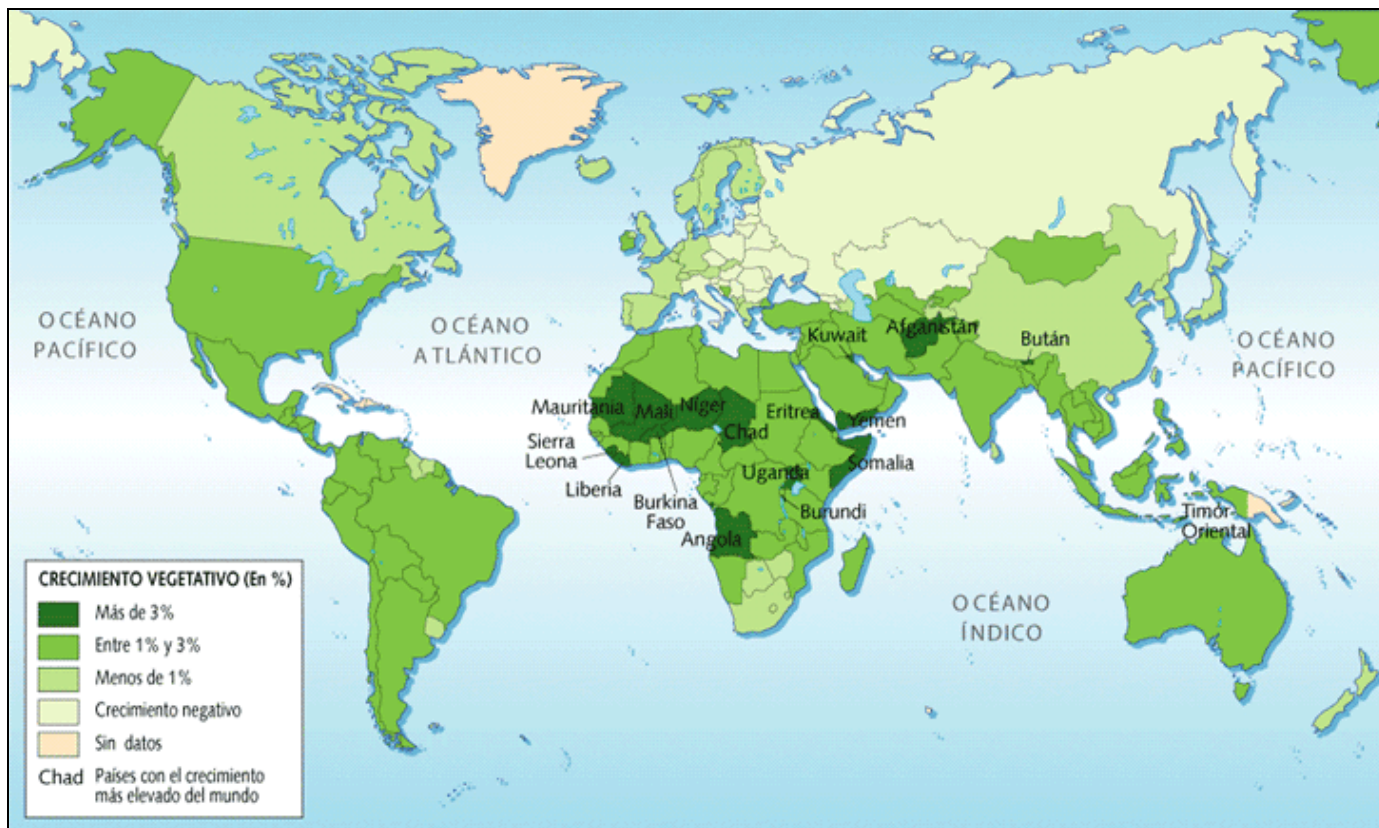 OCÉANO
PACÍFICO
OCÉANO
ATLÁNTICO
OCÉANO
PACÍFICO
OCÉANO
ÍNDICO
Kuwait
Afganistán
Bután
Mauritania
Mali
Níger
Eritrea
Yemen
Chad
Sierra
Leona
Somalia
Uganda
Liberia
Burkina
Faso
Burundi
Angola
Timor
Oriental
CRECIMIENTO VEGETATIVO (En %)
Más de 3%
Entre 1% y 3%
Menos de 1%
Crecimiento negativo
Sin datos
Chad Países con el crecimiento
más elevado del mundo